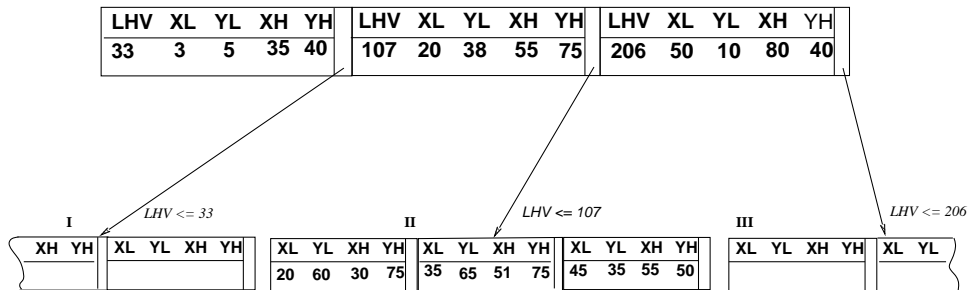 LHV XL YL XH YH LHV XL YL XH YH LHV XL YL XH YH
33 3 5 35 40 107 20 38 55 75 206 50 10 80 40
I LHV <= 33 II LHV <= 107 III LHV <= 206
XH YH XL YL XH YH XL YL XH YH XL YL XH YH XL YL XH YH XL YL XH YH XL YL
20 60 30 75 35 65 51 75 45 35 55 50